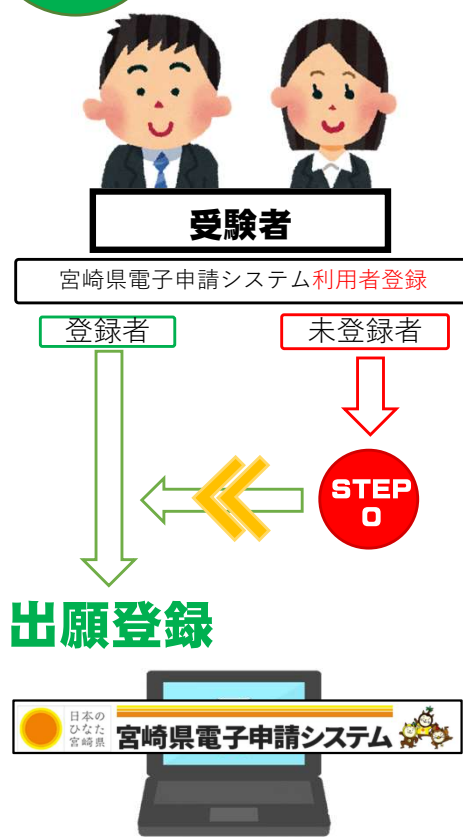 受験者
宮崎県電子申請システム利用者登録
登録者
未登録者
STEP
0
出願登録
日本の
ひなた
宮崎県
宮崎県電子申請システム